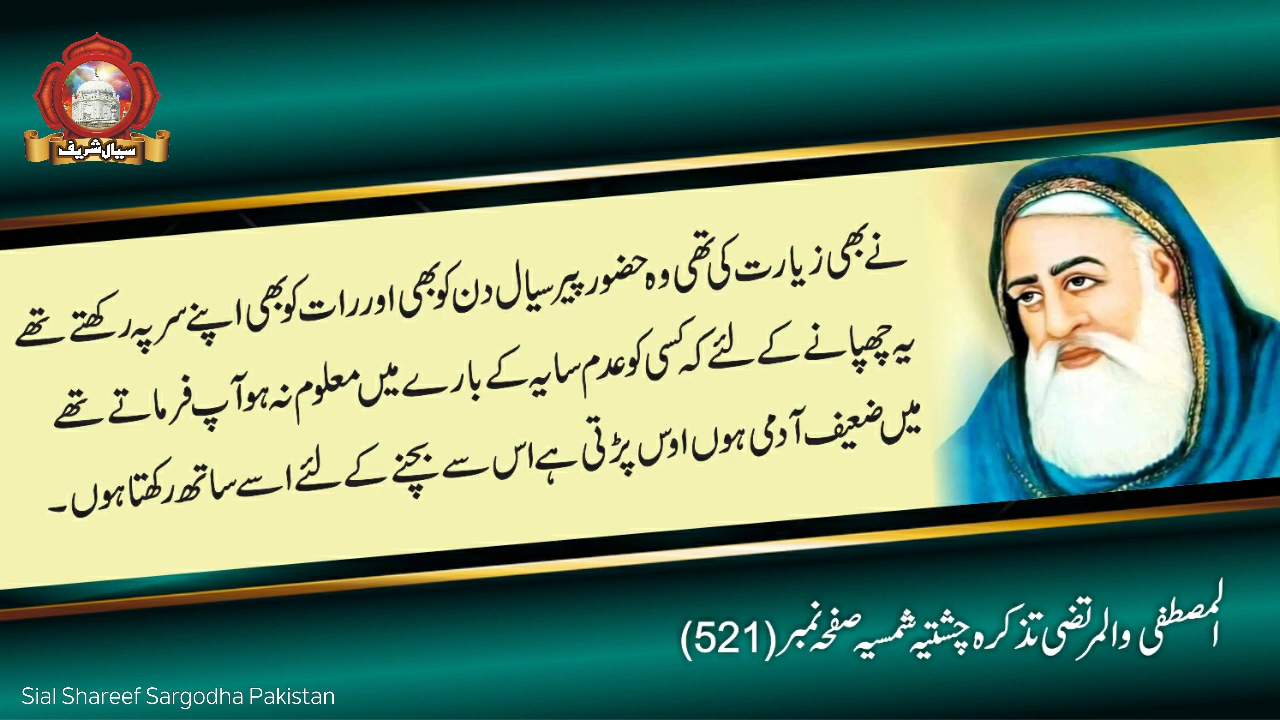 سیال شریف
نے بھی زیارت کی تھی وہ حضور پیر سیال دن کو بھی اور رات کو بھی اپنے سر پہ رکھتے تھے
یہ چھپانے کے لئے کہ کسی کو عدم سایہ کے بارے میں معلوم نہ ہو آپ فرماتے تھے
میں ضعیف آدمی ہوں اوس پڑتی ہے اس سے بچنے کے لئے اسے ساتھ رکھتا ہوں۔
المصطفی والمرتضی تذکرہ چشتیہ شمسیہ صفحہ نمبر (521)
Sial Shareef Sargodha Pakistan